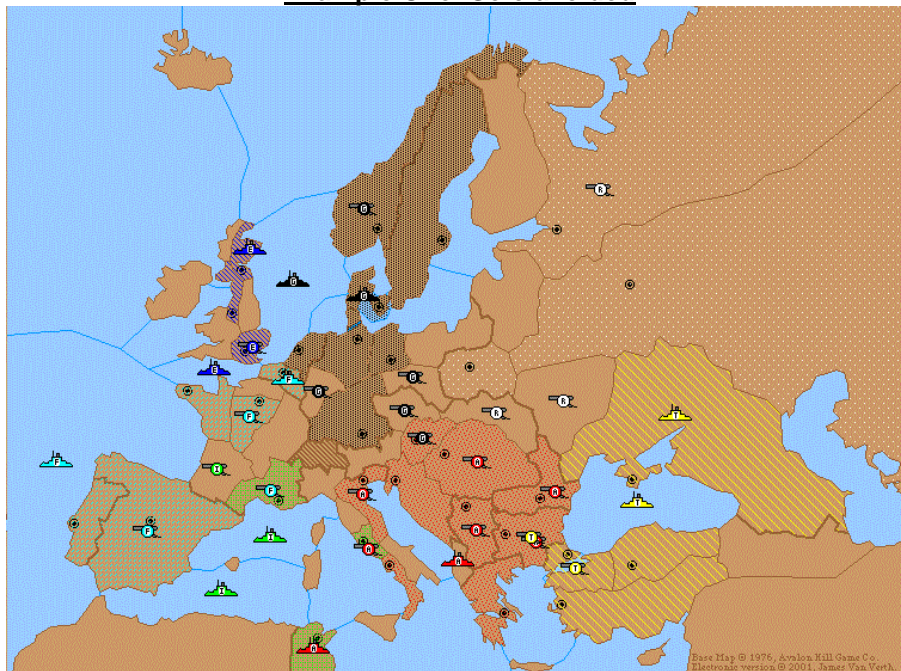 R
G
E
G
G
E
E
F
G
G
R
T
G
R
F
G
F
A
I
F
A
A
T
F
A
I
T
A
A
T
I
A
Base Map © 1976, Avalon Hill Game Co.
Electronic version © 2001, James Van Verth